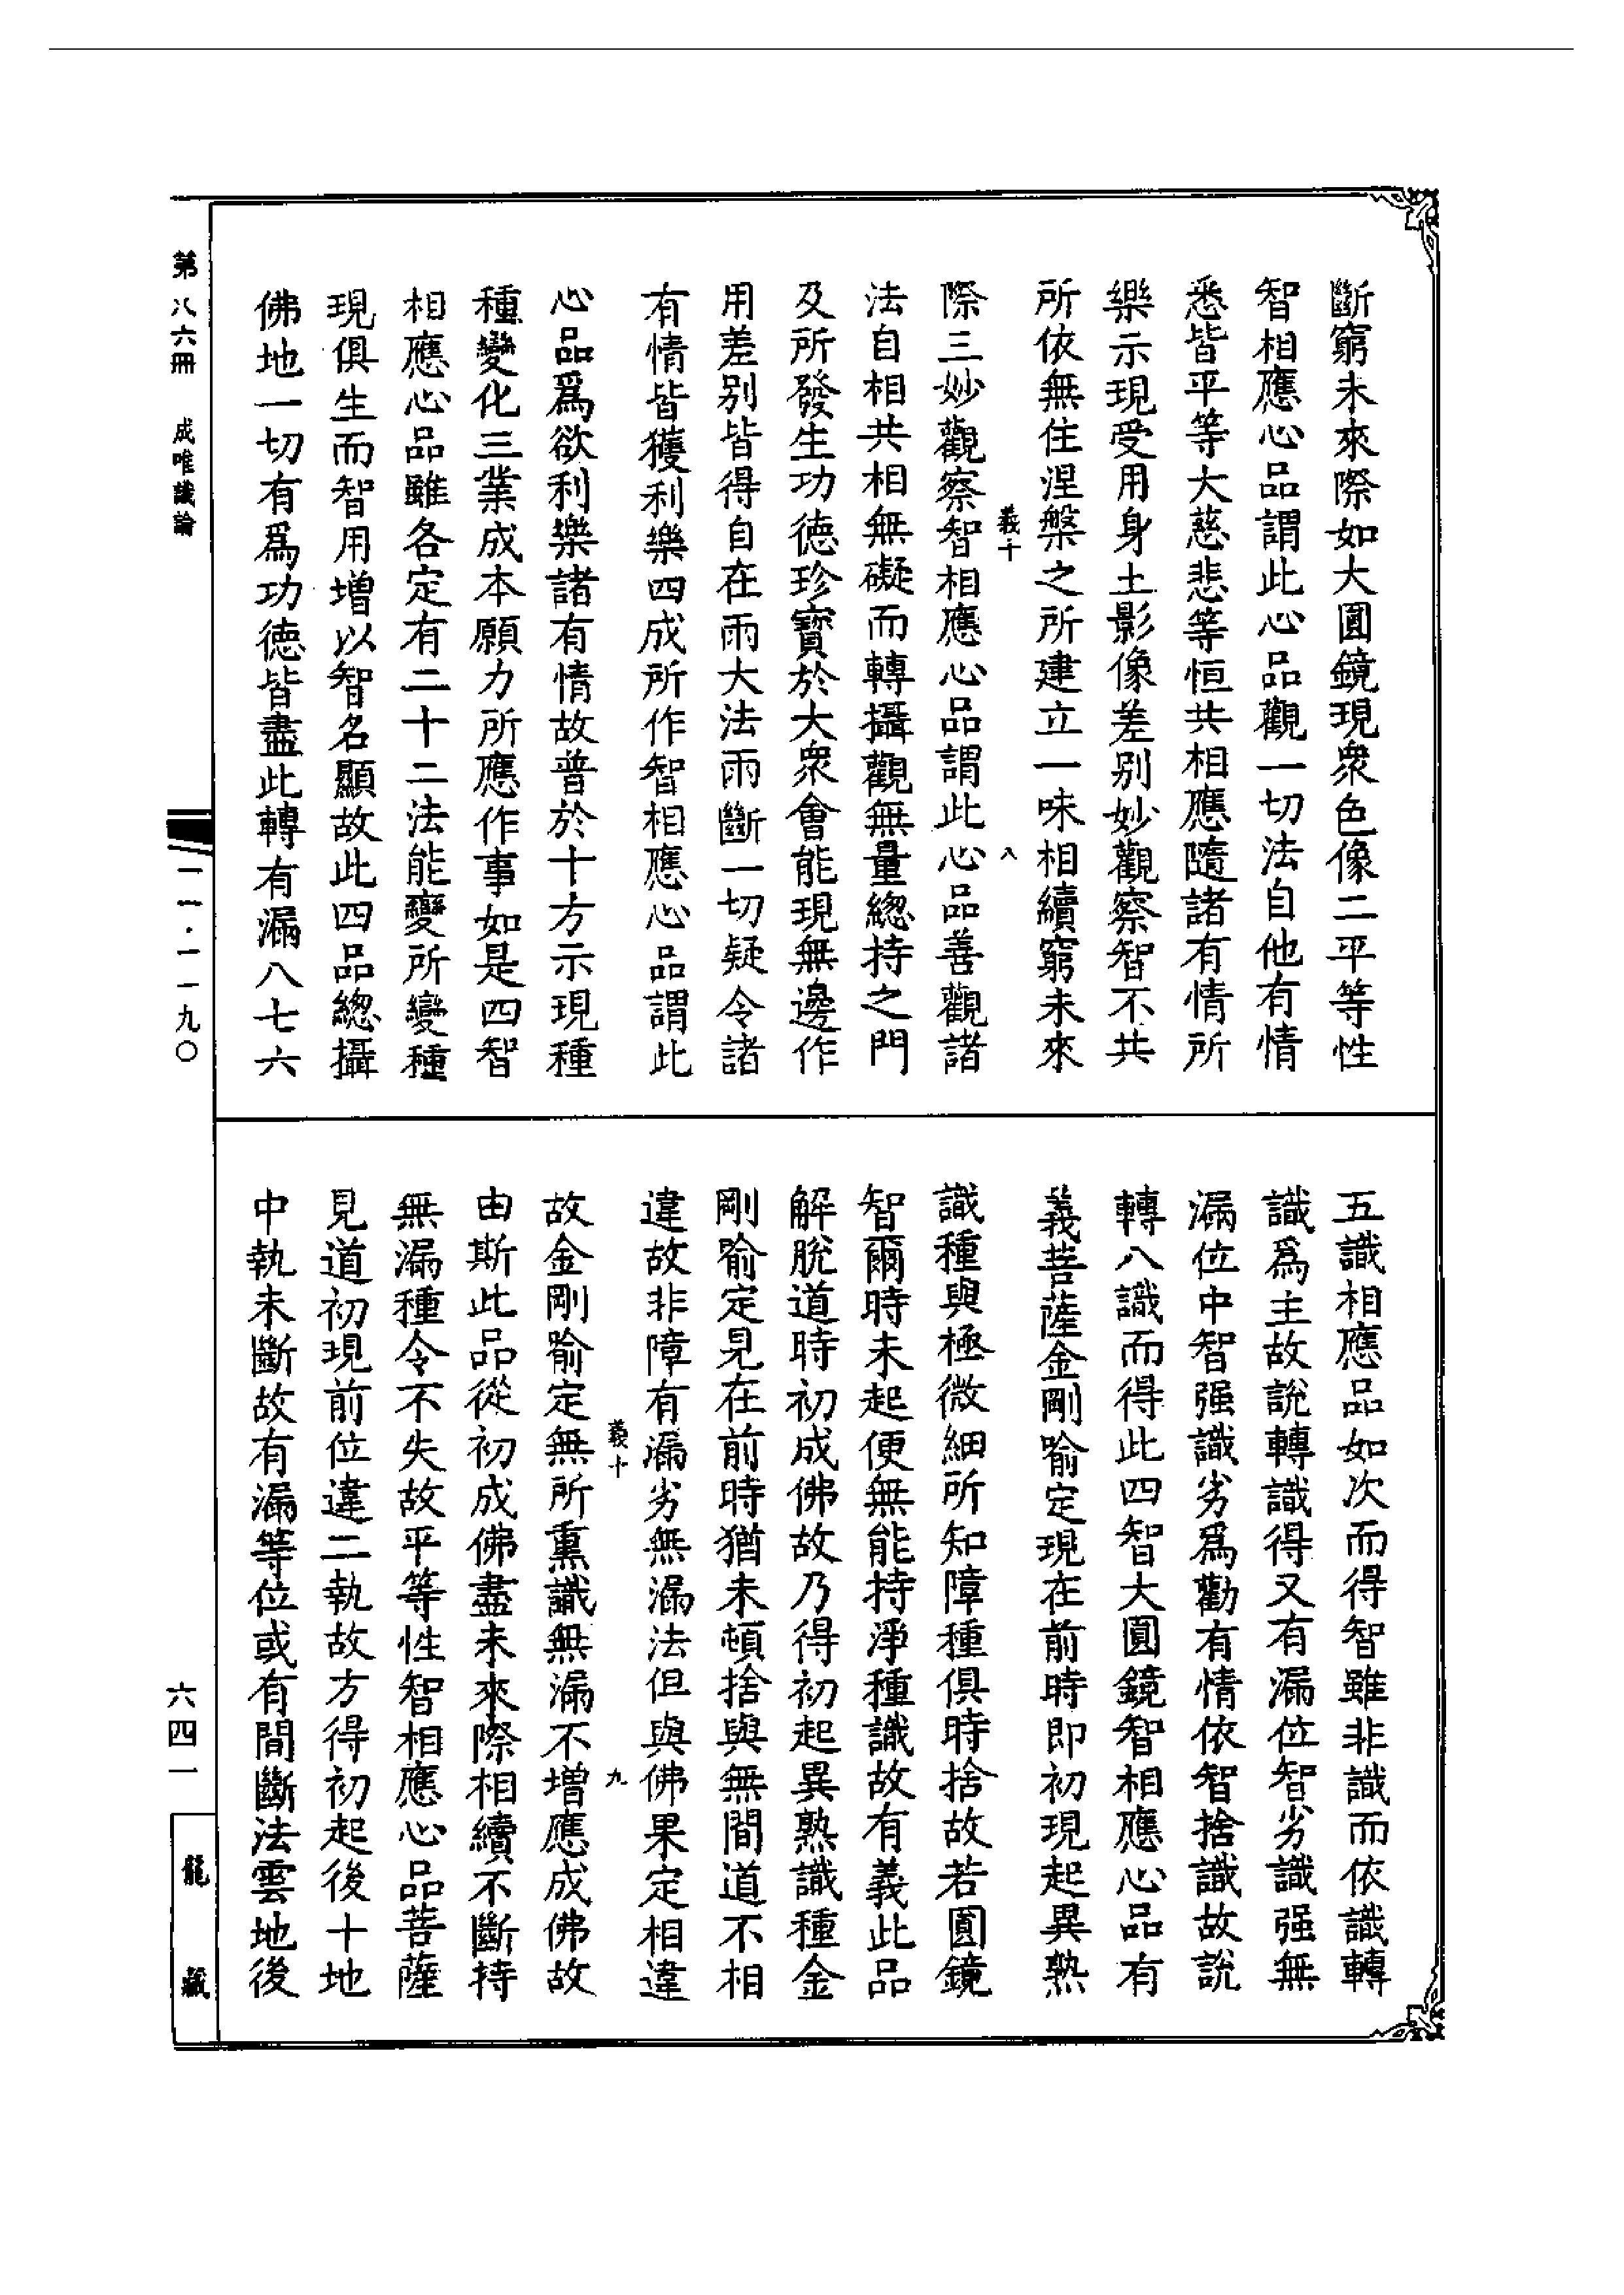 斷窮未來際如大圓鏡現衆色像二平等性
智相應心品謂此心品觀一切法自他有情
悉皆平等大慈悲等恒共相應隨諸有情所
樂示現受用身土影像差別妙觀察智不共
所依無住涅槃之所建立一味相續窮未來
義十 八
際三妙觀察智相應心品謂此心品善觀諸
法自相共相無礙而轉攝觀無量總持之門
及所發生功德珍寶於大衆會能現無邊作
用差別皆得自在雨大法雨斷一切疑令諸
有情皆獲利樂四成所作智相應心品謂此
心品爲欲利樂諸有情故普於十方示現種
種變化三業成本願力所應作事如是四智
相應心品雖各定有二十二法能變所變種
現俱生而智用增以智名顯故此四品總攝
佛地一切有爲功德皆盡此轉有漏八七六
五識相應品如次而得智雖非識而依識轉
識爲主故說轉識得又有漏位智劣識强無
漏位中智强識劣爲勸有情依智捨識故說
轉八識而得此四智大圓鏡智相應心品有
義菩薩金剛喻定現在前時即初現起異熟
識種與極微細所知障種俱時捨故若圓鏡
智爾時未起便無能持淨種識故有義此品
解脫道時初成佛故乃得初起異熟識種金
剛喻定見在前時猶未頓捨與無間道不相
違故非障有漏劣無漏法但與佛果定相違
義十 九
故金剛喻定無所熏識無漏不增應成佛故
由斯此品從初成佛盡未來際相續不斷持
無漏種令不失故平等性智相應心品菩薩
見道初現前位違二執故方得初起後十地
中執未斷故有漏等位或有間斷法雲地後
第八六冊 成唯識論
一一·一一九〇
六四一
龍藏